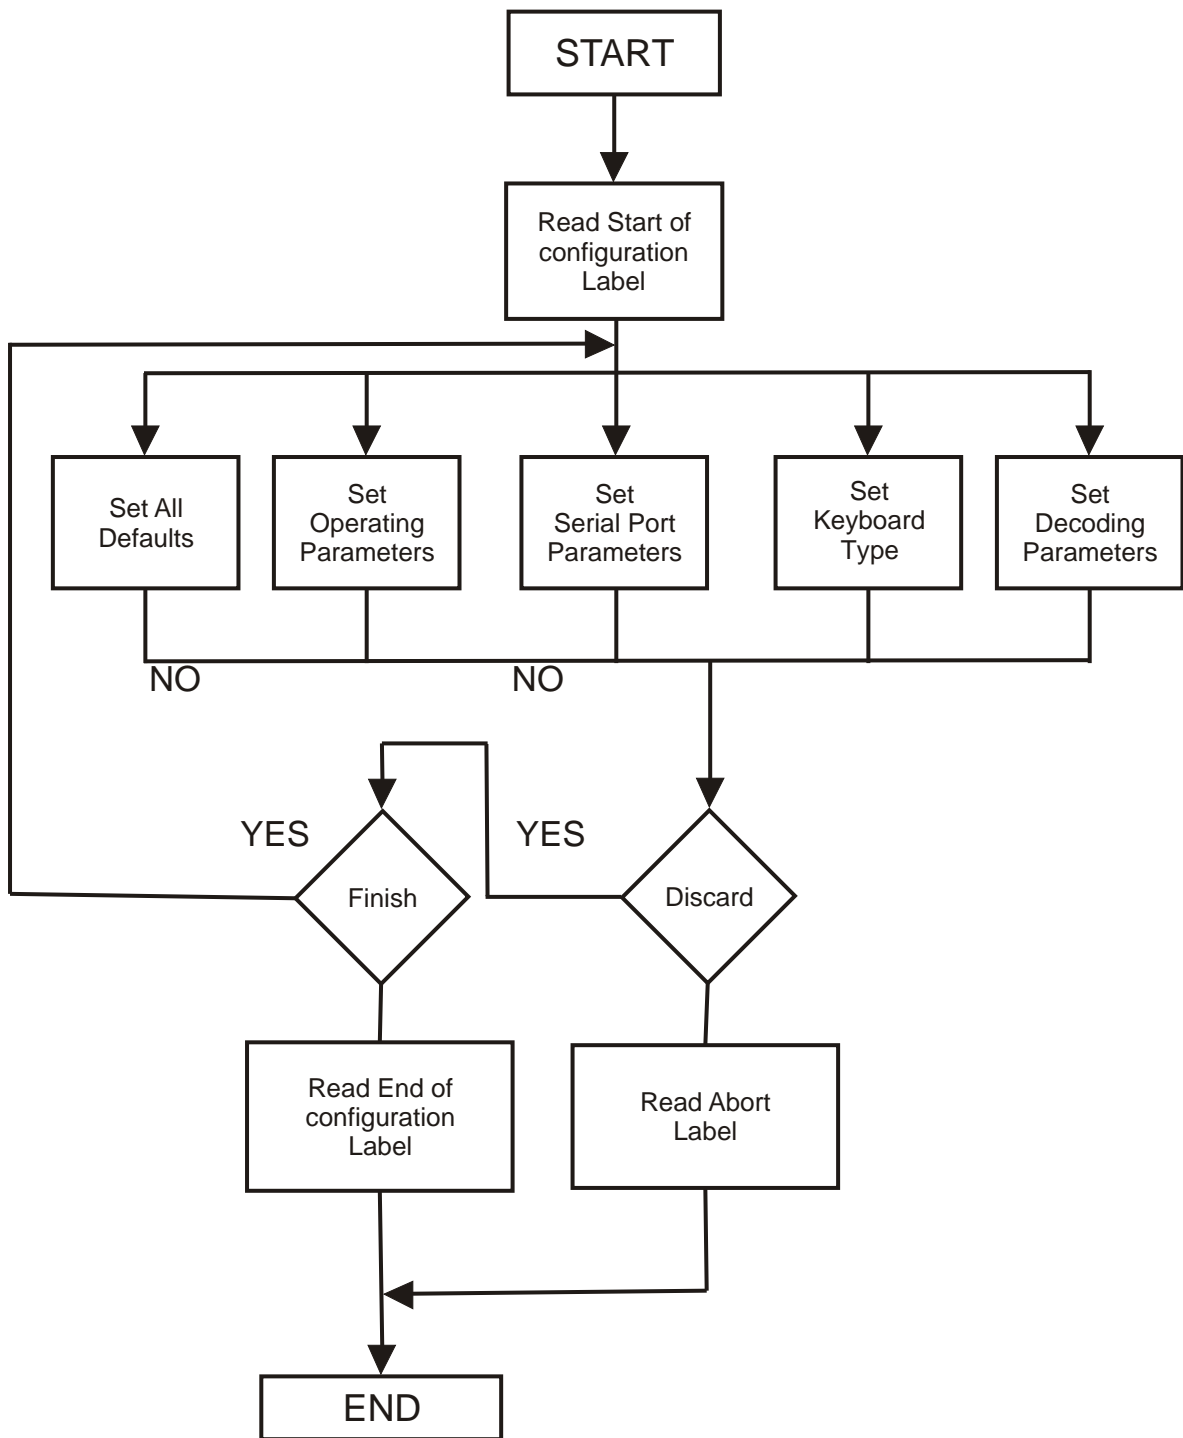 START
Read Start of
configuration
Label
Set All
Defaults
Set
Operating
Parameters
Set
Serial Port
Parameters
Set
Keyboard
Type
Set
Decoding
Parameters
NO
NO
YES
YES
Finish
Discard
Read End of
configuration
Label
Read Abort
Label
END